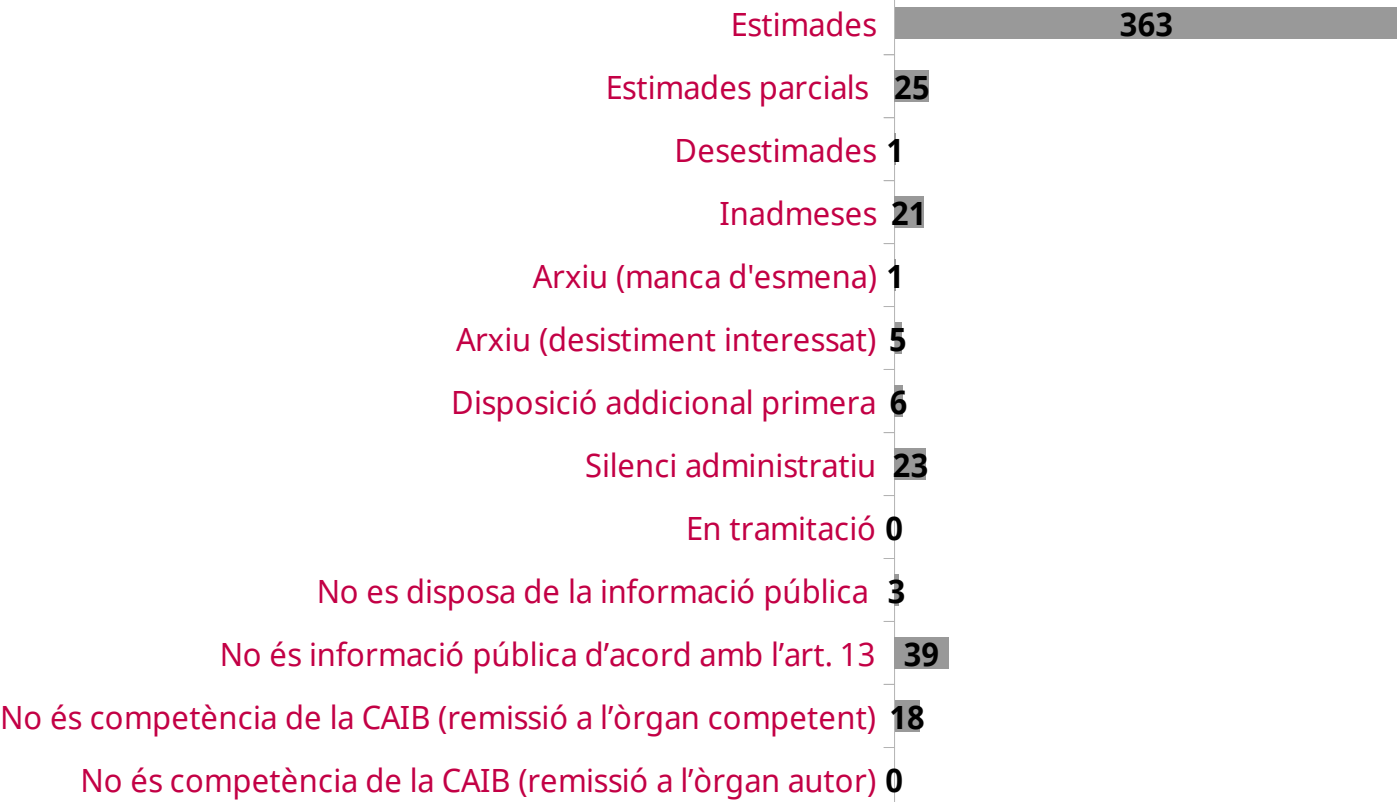 Estimades 363
Estimades parcials 25
Desestimades 1
Inadmeses 21
Arxiu (manca d'esmena) 1
Arxiu (desistiment interessat) 5
Disposició addicional primera 6
Silenci administratiu 23
En tramitació 0
No es disposa de la informació pública 3
No és informació pública d’acord amb l’art. 13 39
No és competència de la CAIB (remissió a l’òrgan competent) 18
No és competència de la CAIB (remissió a l’òrgan autor) 0